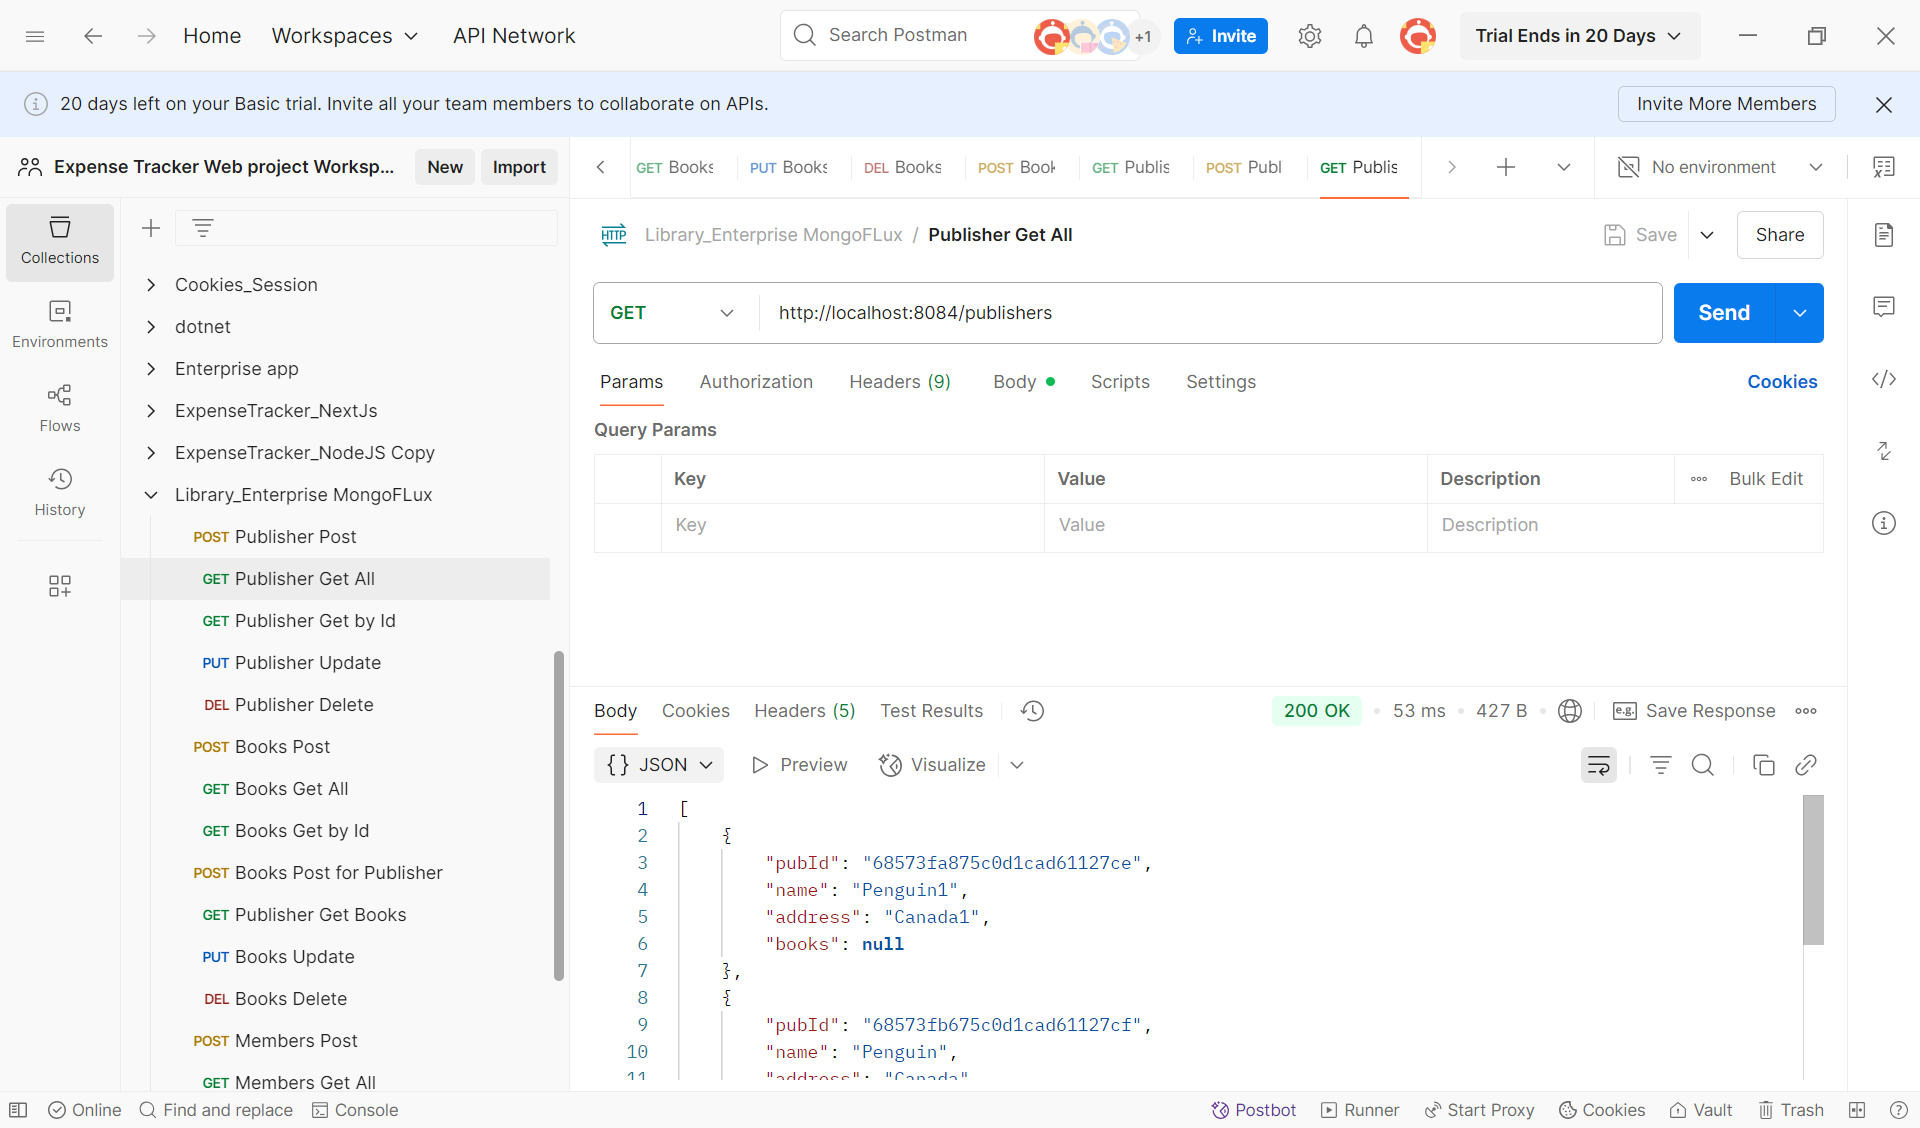 Home
Workspaces
API Network
Search Postman
+1
Invite
Trial Ends in 20 Days
20 days left on your Basic trial. Invite all your team members to collaborate on APIs.
Invite More Members
Expense Tracker Web project Worksp...
New
Import
GET Books
PUT Books
DEL Books
POST Book
GET Publis
POST Publ
GET Publis
No environment
Collections
Environments
Flows
History
Cookies_Session
dotnet
Enterprise app
ExpenseTracker_NextJs
ExpenseTracker_NodeJS Copy
Library_Enterprise MongoFLux
POST Publisher Post
GET Publisher Get All
GET Publisher Get by Id
PUT Publisher Update
DEL Publisher Delete
POST Books Post
GET Books Get All
GET Books Get by Id
POST Books Post for Publisher
GET Publisher Get Books
PUT Books Update
DEL Books Delete
POST Members Post
GET Members Get All
HTTP Library_Enterprise MongoFLux / Publisher Get All
Save
Share
GET
http://localhost:8084/publishers
Send
Params
Authorization
Headers (9)
Body
Scripts
Settings
Cookies
Query Params
Key Value Description
Bulk Edit
Key Value Description
Body
Cookies
Headers (5)
Test Results
200 OK
53 ms
427 B
e.g. Save Response
{} JSON
Preview
Visualize
1 [
2 {
3 "pubId": "68573fa875c0d1cad61127ce",
4 "name": "Penguin1",
5 "address": "Canada1",
6 "books": null
7 },
8 {
9 "pubId": "68573fb675c0d1cad61127cf",
10 "name": "Penguin",
11 "address": "Canada"
Online
Find and replace
Console
Postbot
Runner
Start Proxy
Cookies
Vault
Trash